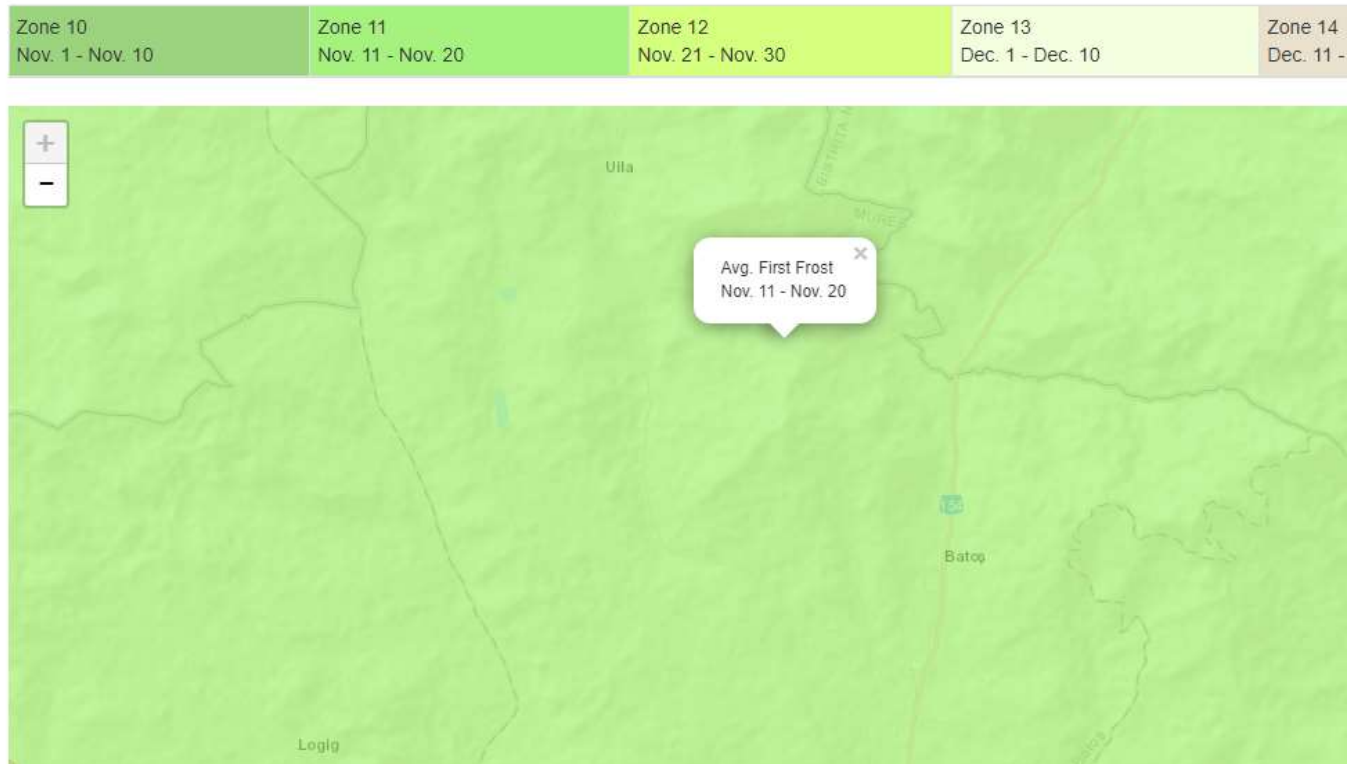 Zone 10
Nov. 1 - Nov. 10
Zone 11
Nov. 11 - Nov. 20
Zone 12
Nov. 21 - Nov. 30
Zone 13
Dec. 1 - Dec. 10
Zone 14
Dec. 11 -
+
−
Uila
MUREȘ
×
Avg. First Frost
Nov. 11 - Nov. 20
154
Batoș
Logig